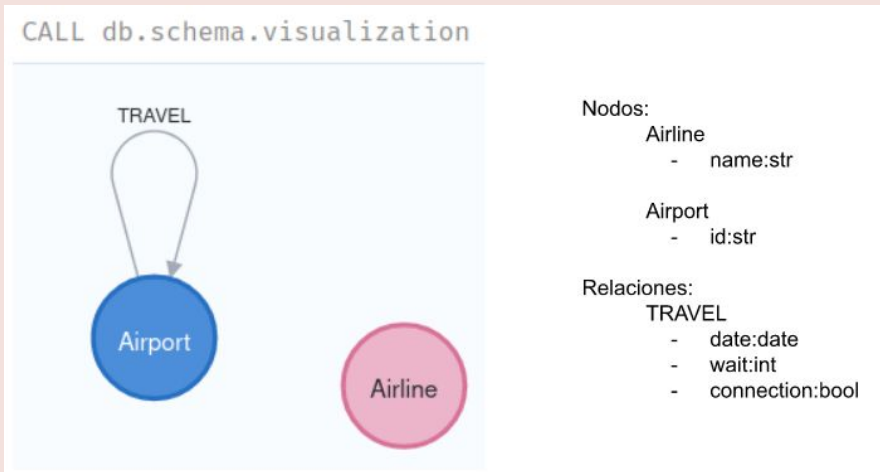 CALL db.schema.visualization
TRAVEL
Airport
Airline
Nodos:
Airline
- name:str
Airport
- id:str
Relaciones:
TRAVEL
- date:date
- wait:int
- connection:bool